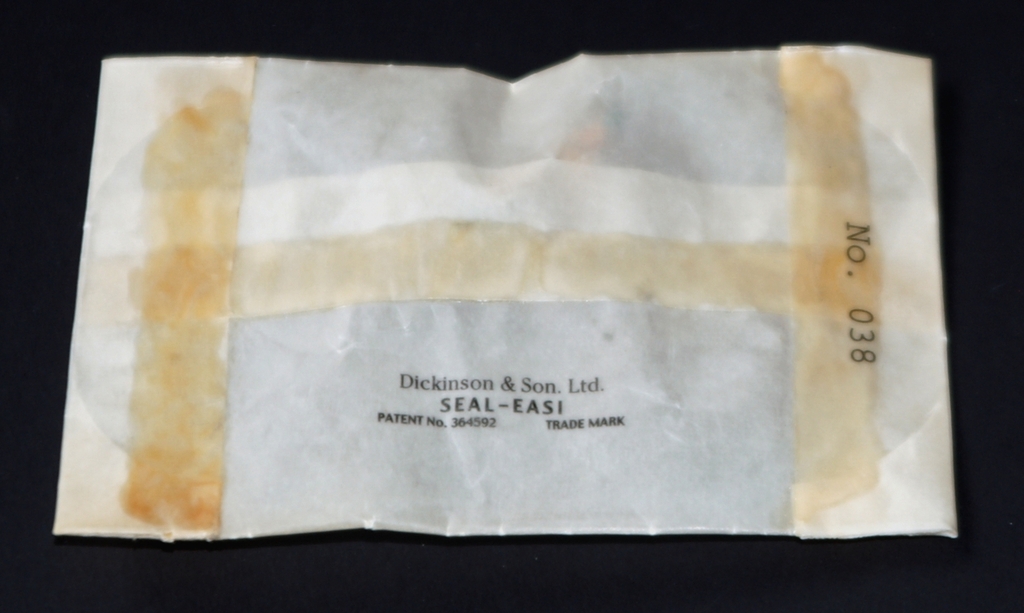 Dickinson & Son. Ltd.
SEAL-EASI
PATENT No. 364592 TRADE MARK
No. 038